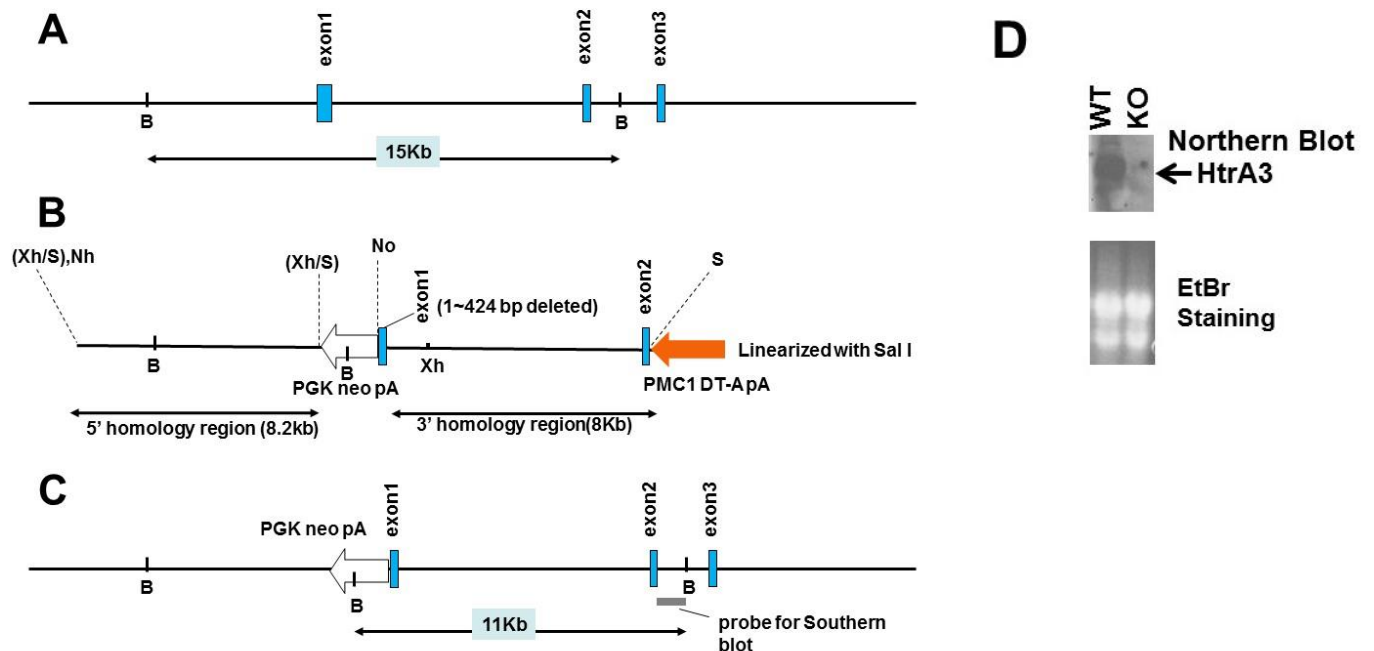 A
exon1
exon2
exon3
B
B
15Kb
B
(Xh/S),Nh
(Xh/S)
No
exon1
(1~424 bp deleted)
exon2
S
B
B
Xh
Linearized with Sal I
PGK neo pA
PMC1 DT-ApA
5' homology region (8.2kb)
3' homology region(8Kb)
C
PGK neo pA
exon1
exon2
exon3
B
B
B
11Kb
probe for Southern
blot
D
WT
KO
Northern Blot
HtrA3
EtBr
Staining